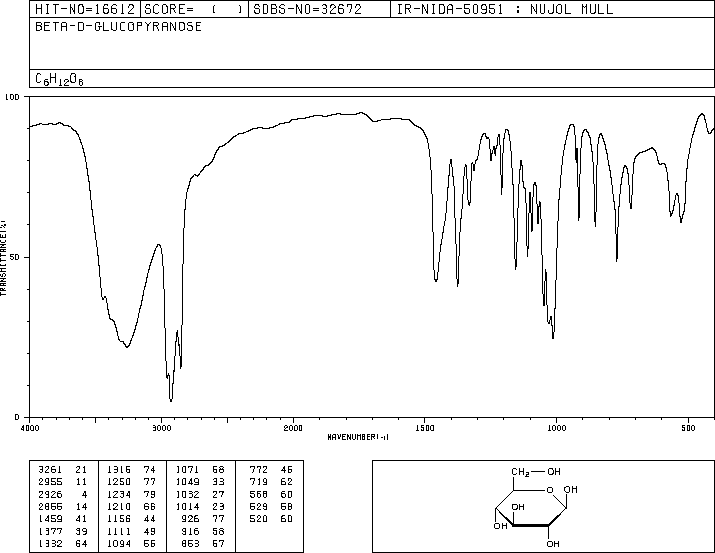 HIT-NO=16612 SCORE= ( ) SDBS-NO=32672 IR-NIDA-50951 : NUJOL MULL
BETA-D-GLUCOPYRANOSE
C6H12O6
100
50
0
TRANSMITTANCE(%)
4000 3000 2000 1500 1000 500
WAVENUMBER(-1)
3261 21 1316 74 1071 58 772 46
2955 11 1250 77 1049 33 719 62
2926 4 1234 79 1032 27 568 60
2855 14 1210 66 1014 23 529 58
1459 41 1156 44 926 77 520 60
1377 39 1111 49 916 58
1332 64 1094 55 853 57
CH2 OH
O OH
OH
OH
OH